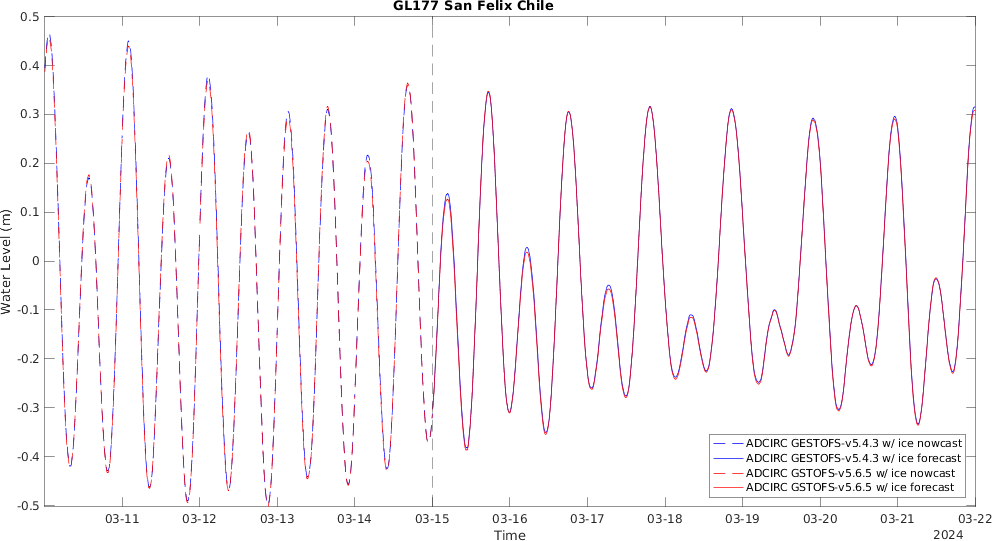 GL177 San Felix Chile
0.5
0.4
0.3
0.2
0.1
0
-0.1
-0.2
-0.3
-0.4
-0.5
Water Level (m)
ADCIRC GESTOFS-v5.4.3 w/ ice nowcast
ADCIRC GESTOFS-v5.4.3 w/ ice forecast
ADCIRC GSTOFS-v5.6.5 w/ ice nowcast
ADCIRC GSTOFS-v5.6.5 w/ ice forecast
03-11 03-12 03-13 03-14 03-15 03-16 03-17 03-18 03-19 03-20 03-21 03-22
Time
2024